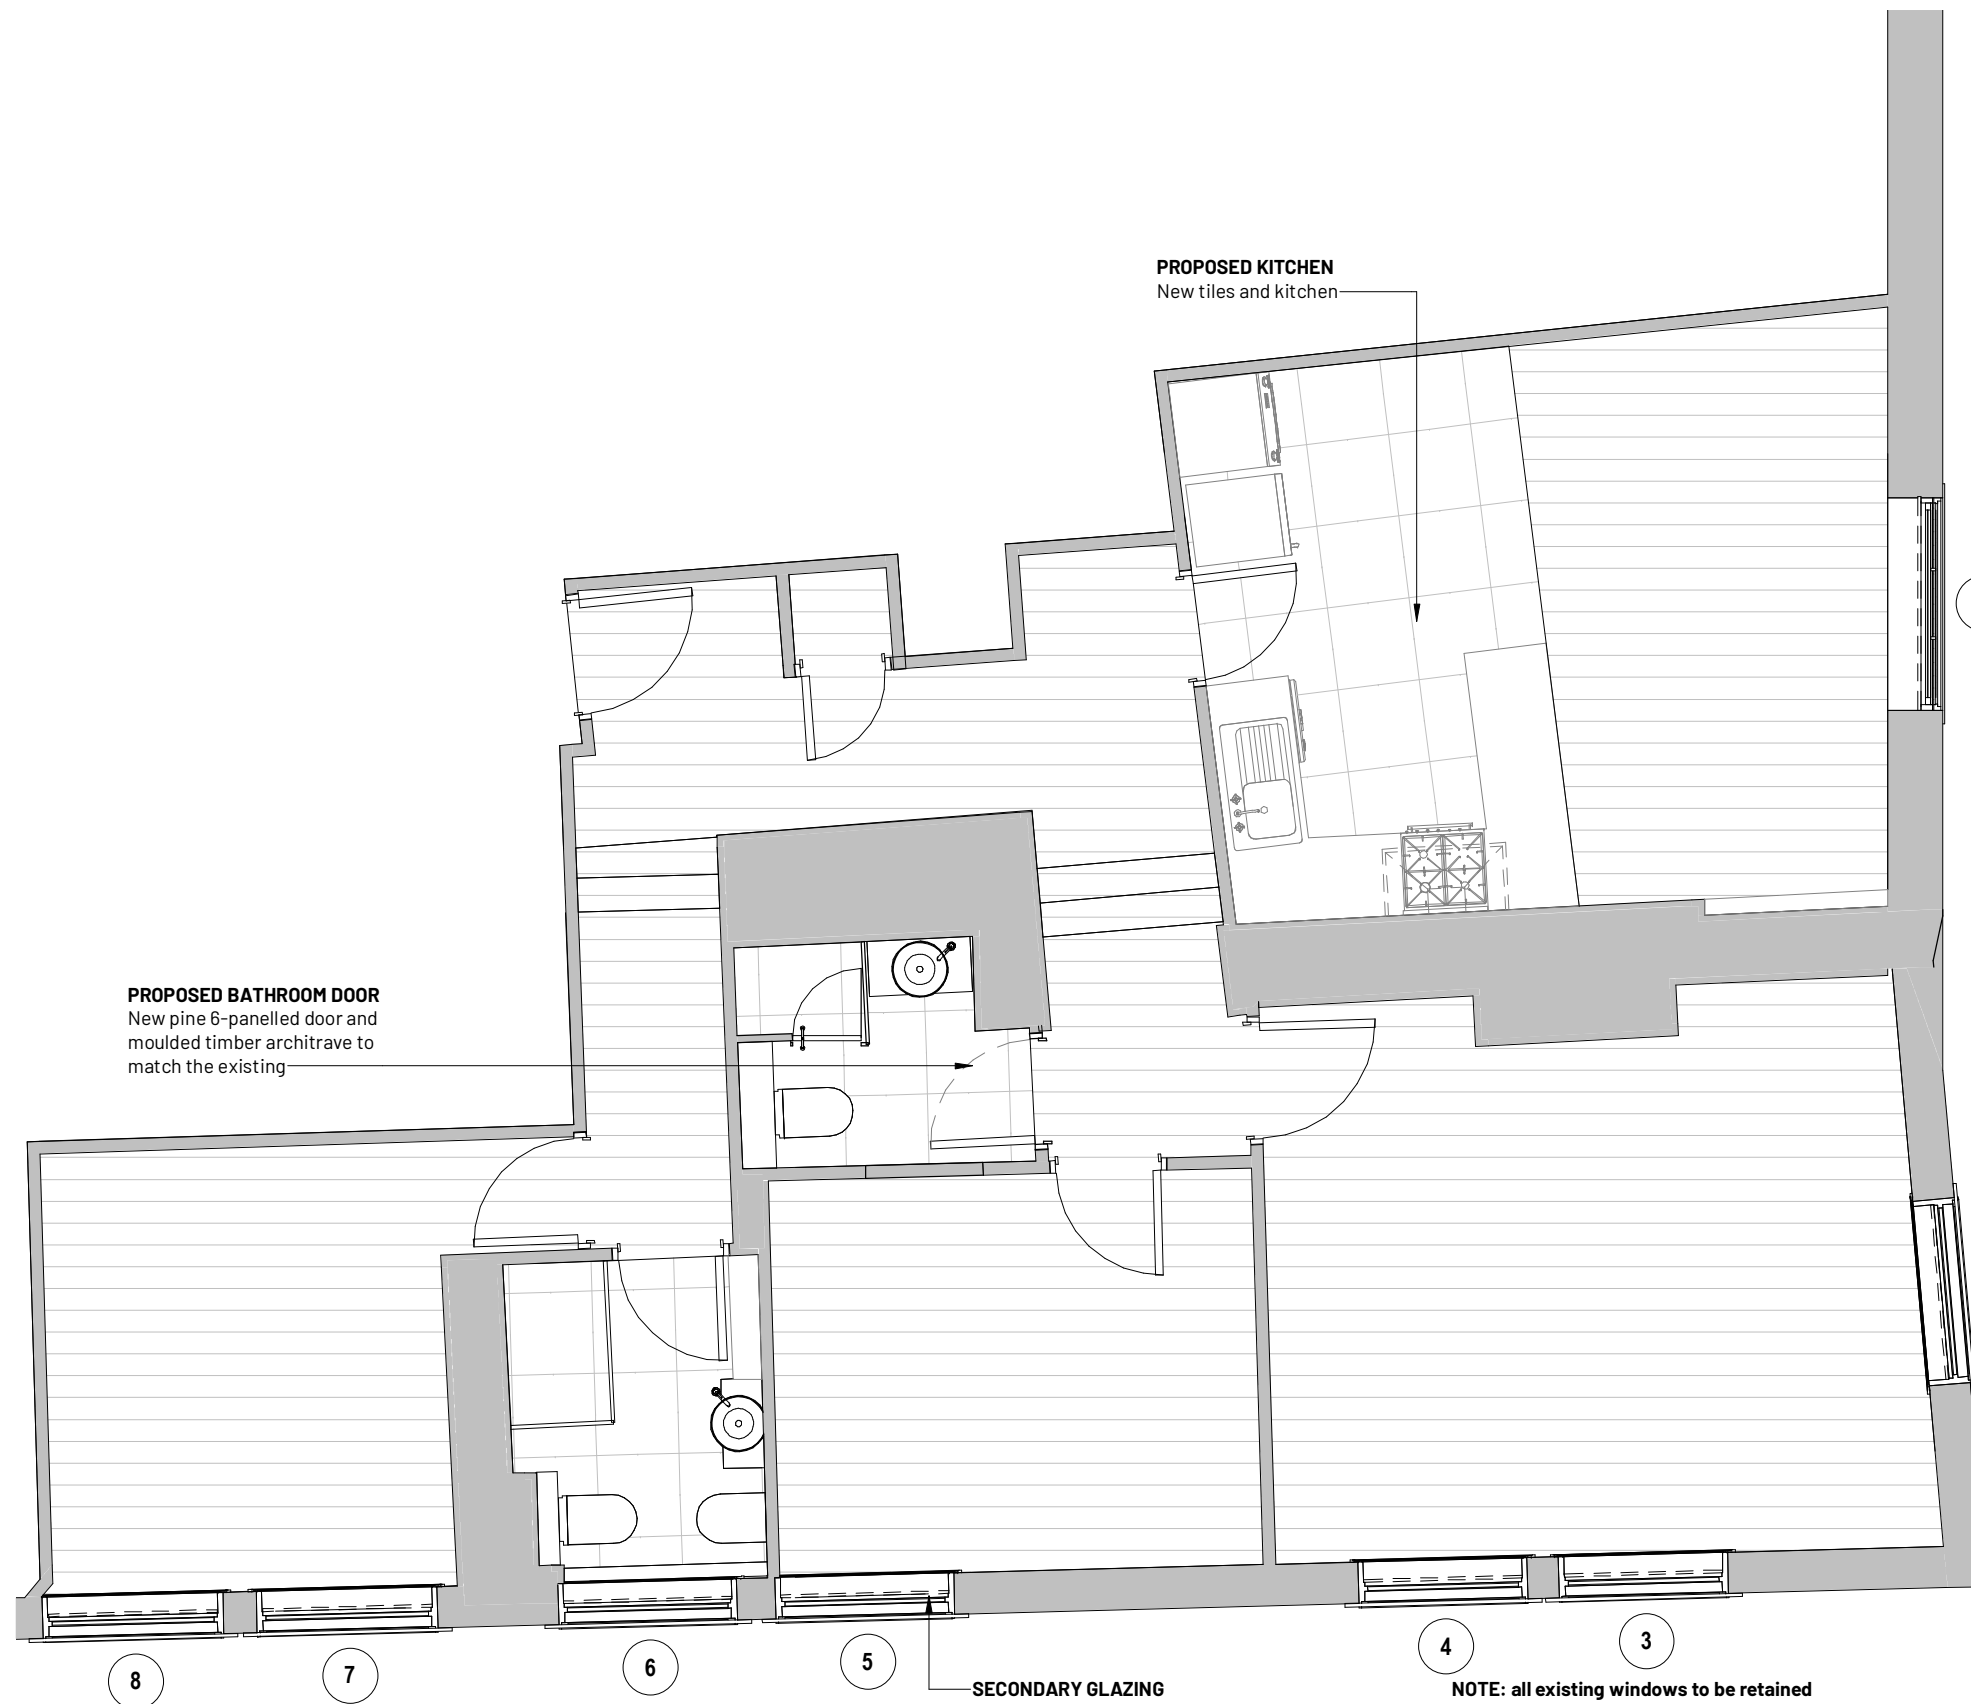 PROPOSED KITCHEN
New tiles and kitchen
PROPOSED BATHROOM DOOR
New pine 6-panelled door and
moulded timber architrave to
match the existing
8
7
6
5
4
3
SECONDARY GLAZING
NOTE: all existing windows to be retained